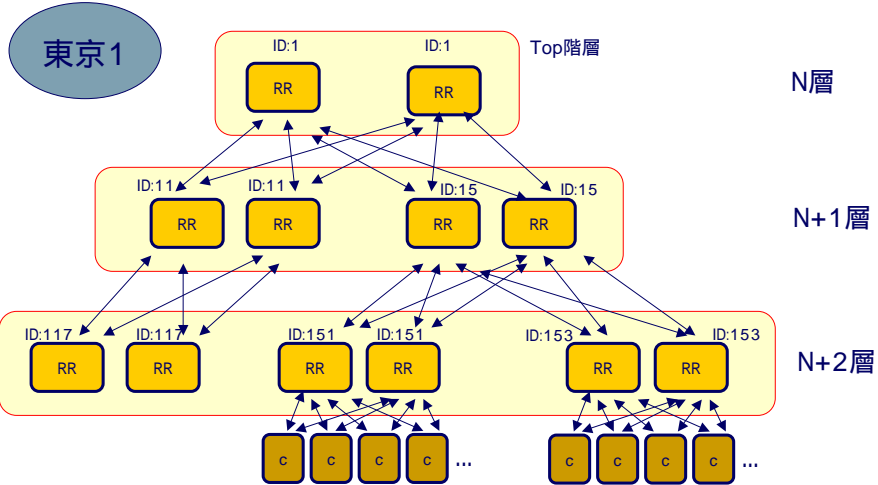 東京1
ID:1
ID:1
Top階層
RR
RR
N層
ID:11
ID:11
ID:15
ID:15
RR
RR
RR
RR
N+1層
ID:117
ID:117
ID:151
ID:151
ID:153
ID:153
RR
RR
RR
RR
RR
RR
N+2層
c
c
c
c
...
c
c
c
c
...